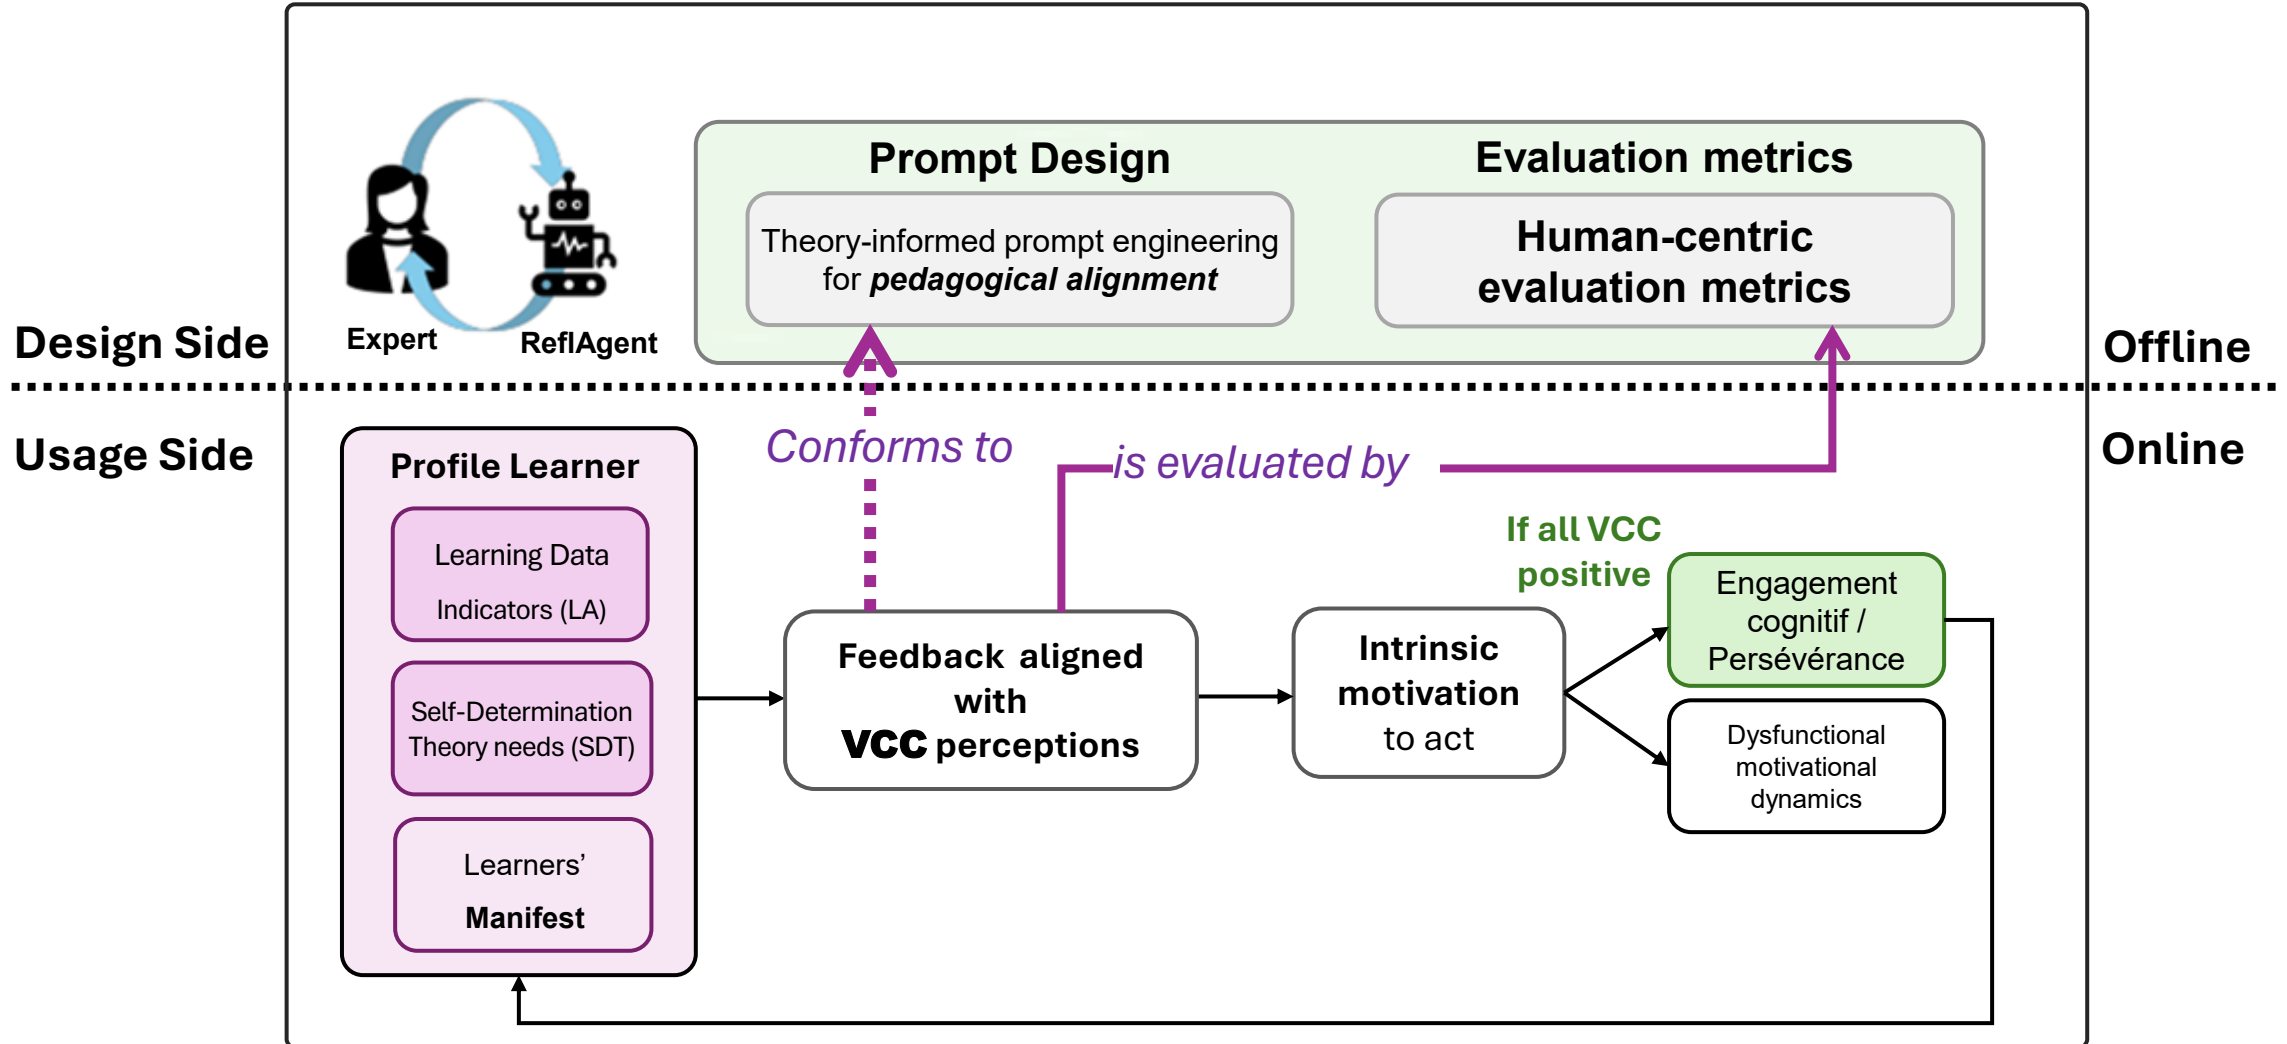 Prompt Design
Evaluation metrics
Theory-informed prompt engineering
for pedagogical alignment
Human-centric
evaluation metrics
Expert
ReflAgent
Design Side
Offline
Usage Side
Online
Conforms to
is evaluated by
Profile Learner
Learning Data
Indicators (LA)
Self-Determination
Theory needs (SDT)
Learners’
Manifest
Feedback aligned
with
VCC perceptions
Intrinsic
motivation
to act
If all VCC
positive
Engagement
cognitif /
Persévérance
Dysfunctional
motivational
dynamics